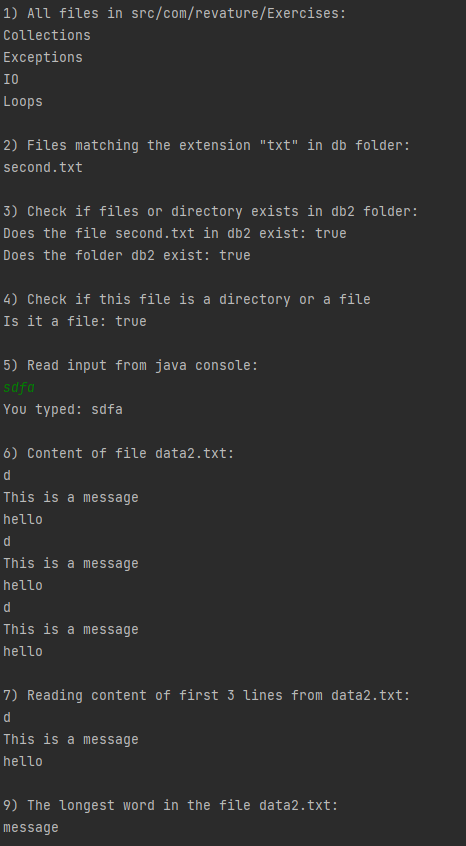 1) All files in src/com/revature/Exercises:
Collections
Exceptions
IO
Loops

2) Files matching the extension "txt" in db folder:
second.txt

3) Check if files or directory exists in db2 folder:
Does the file second.txt in db2 exist: true
Does the folder db2 exist: true

4) Check if this file is a directory or a file
Is it a file: true

5) Read input from java console:
sdfa
You typed: sdfa

6) Content of file data2.txt:
d
This is a message
hello
d
This is a message
hello
d
This is a message
hello

7) Reading content of first 3 lines from data2.txt:
d
This is a message
hello

9) The longest word in the file data2.txt:
message